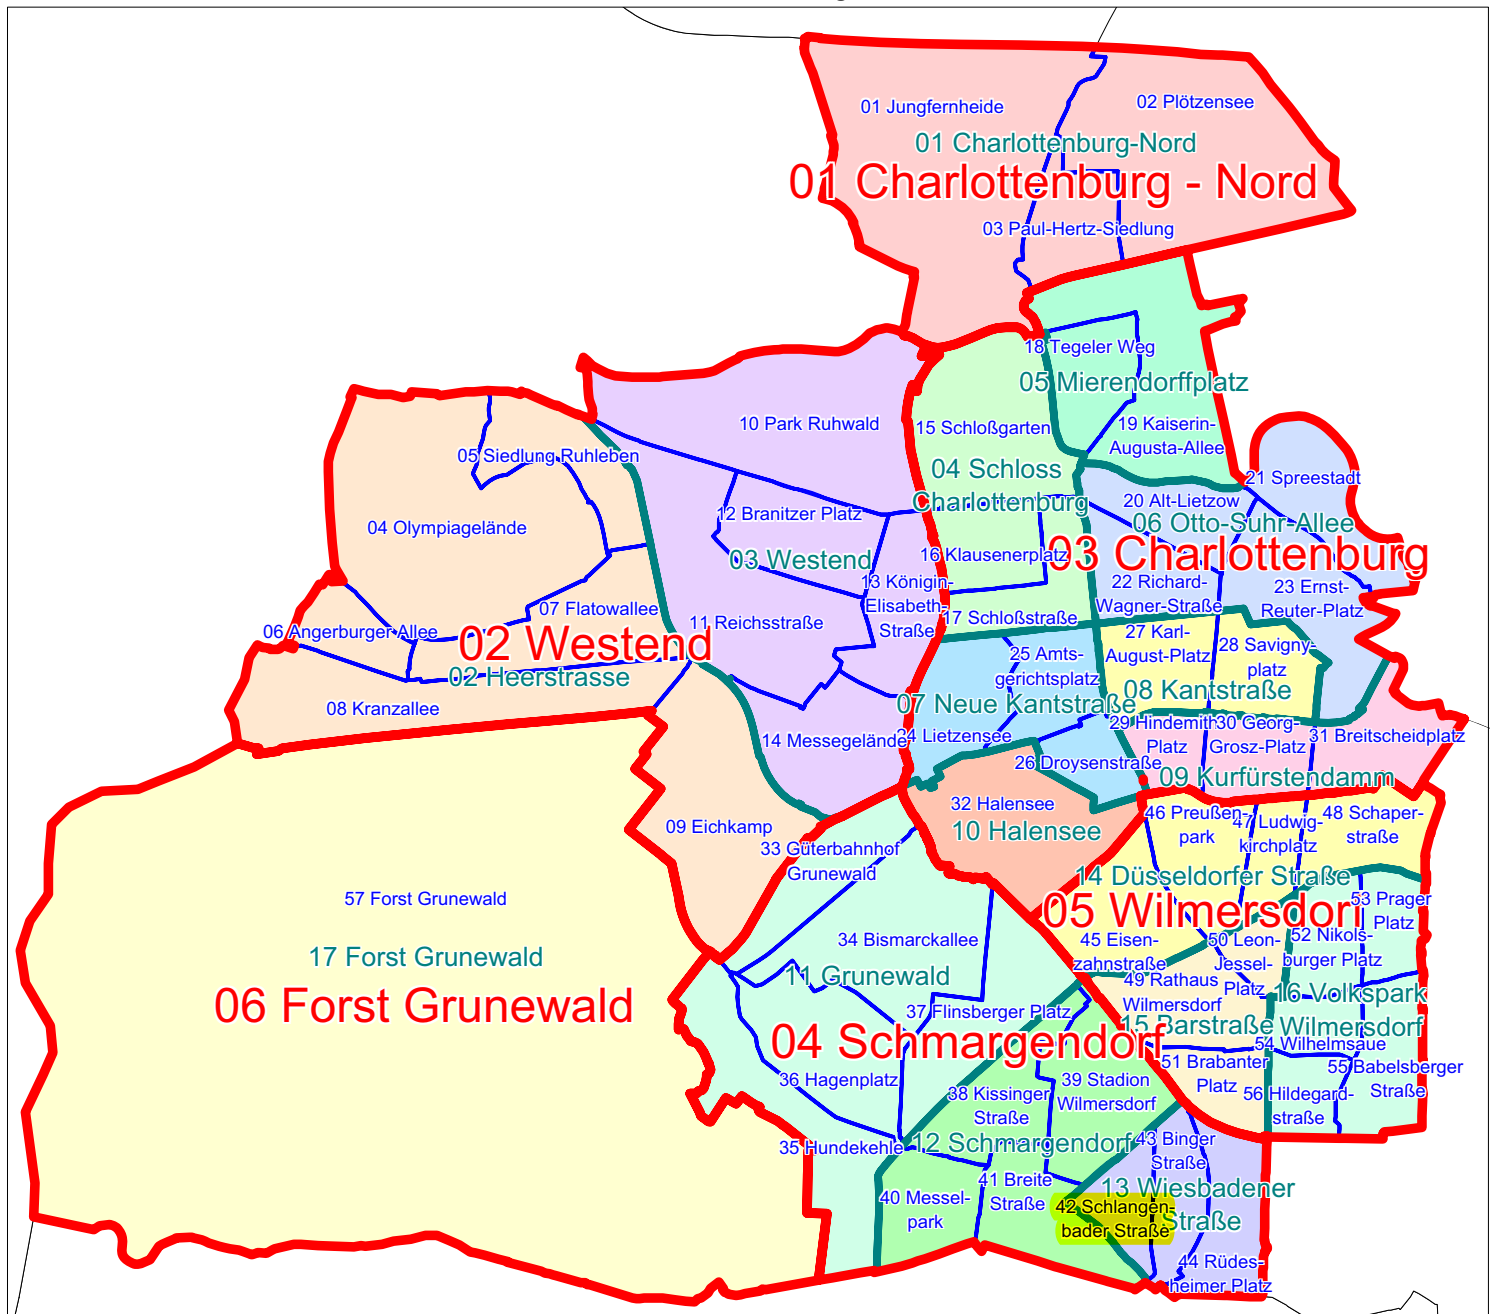 01 Jungfernheide
02 Plötzensee
01 Charlottenburg-Nord
01 Charlottenburg - Nord
03 Paul-Hertz-Siedlung
18 Tegeler Weg
05 Mierendorffplatz
19 Kaiserin-
Augusta-Allee
10 Park Ruhwald
15 Schloßgarten
04 Schloss
Charlottenburg
05 Siedlung Ruhleben
04 Olympiagelände
12 Branitzer Platz
03 Westend
13 Königin-
Elisabeth-
Straße
11 Reichsstraße
16 Klausenerplatz
17 Schloßstraße
21 Spreestadt
20 Alt-Lietzow
06 Otto-Suhr-Allee
03 Charlottenburg
22 Richard-
Wagner-Straße
23 Ernst-
Reuter-Platz
07 Flatowallee
06 Angerburger Allee
02 Westend
02 Heerstrasse
08 Kranzallee
14 Messegelände
25 Amts-
gerichtsplatz
07 Neue Kantstraße
24 Lietzensee
26 Droysenstraße
27 Karl-
August-Platz
28 Savigny-
platz
08 Kantstraße
29 Hindemith-
Platz
30 Georg-
Grosz-Platz
31 Breitscheidplatz
09 Kurfürstendamm
32 Halensee
10 Halensee
09 Eichkamp
33 Güterbahnhof
Grunewald
46 Preußen-
park
47 Ludwig-
kirchplatz
48 Schaper-
straße
14 Düsseldorfer Straße
05 Wilmersdorf
53 Prager
Platz
45 Eisen-
zahnstraße
50 Leon-
Jessel-
Platz
52 Nikols-
burger Platz
49 Rathaus
Wilmersdorf
16 Volkspark
Wilmersdorf
15 Barstraße
57 Forst Grunewald
17 Forst Grunewald
06 Forst Grunewald
34 Bismarckallee
11 Grunewald
37 Flinsberger Platz
04 Schmargendorf
36 Hagenplatz
38 Kissinger
Straße
39 Stadion
Wilmersdorf
51 Brabanter
Platz
54 Wilhelmsaue
55 Babelsberger
Straße
56 Hildegard-
straße
35 Hundekehle
12 Schmargendorf
43 Binger
Straße
40 Messel-
park
41 Breite
Straße
13 Wiesbadener
Straße
42 Schlangen-
bader Straße
44 Rüdes-
heimer Platz